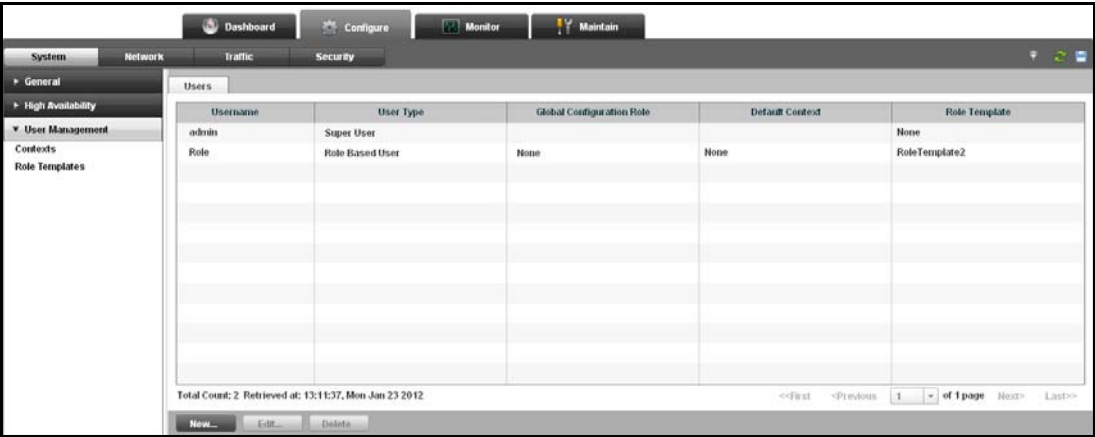 Dashboard Configure Monitor Maintain
System Network Traffic Security
General
High Availability
User Management
Contexts
Role Templates
Users
Username User Type Global Configuration Role Default Context Role Template
admin Super User None
Role Role Based User None None RoleTemplate2
Total Count: 2 Retrieved at: 13:11:37, Mon Jan 23 2012
<<First <Previous 1 of 1 page Next> Last>>
New... Edit... Delete